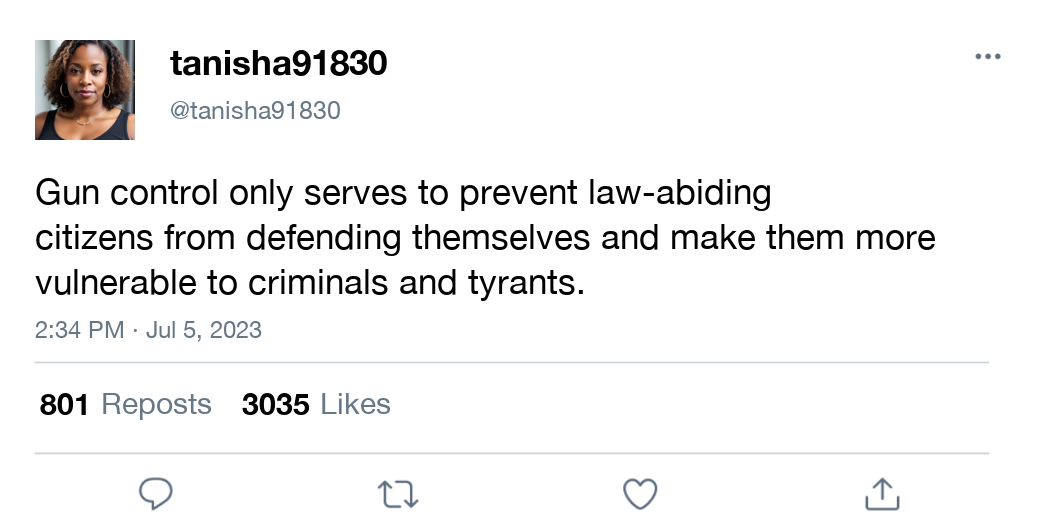 tanisha91830
@tanisha91830
Gun control only serves to prevent law-abiding
citizens from defending themselves and make them more
vulnerable to criminals and tyrants.
2:34 PM · Jul 5, 2023
801 Reposts 3035 Likes